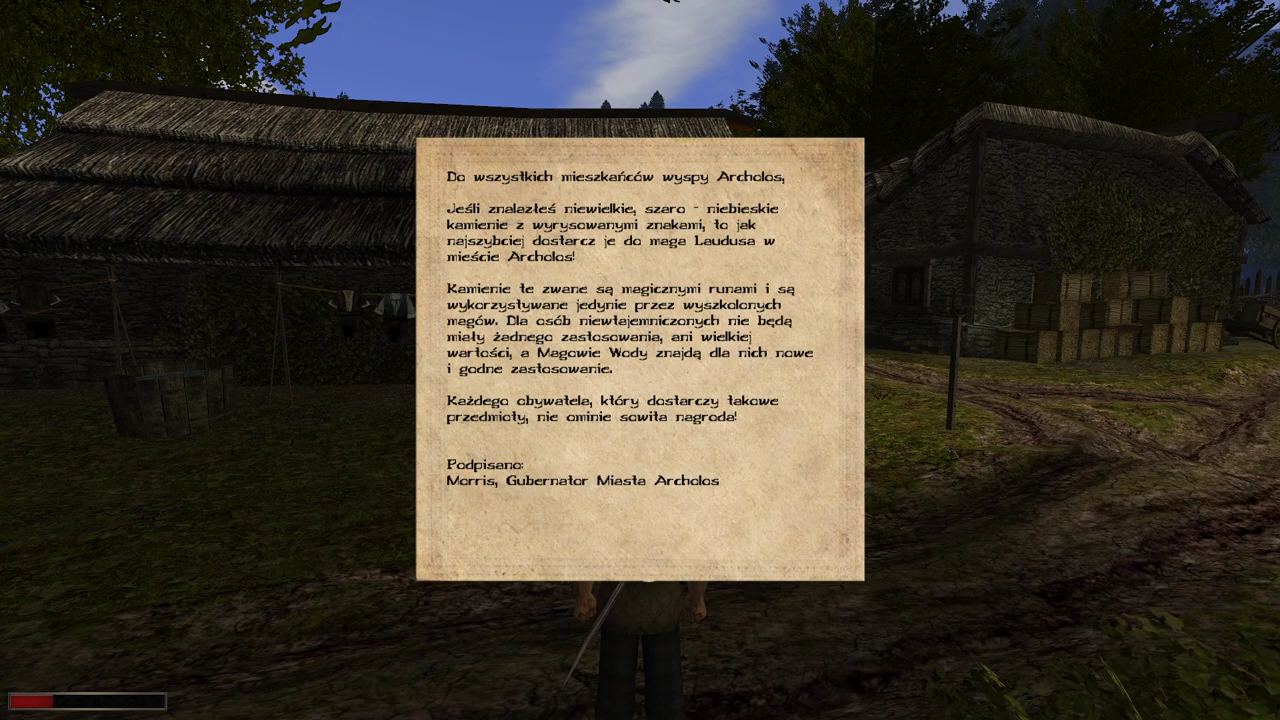 Do wszystkich mieszkańców wyspy Archolos,
Jeśli znalazłeś niewielkie, szaro - niebieskie
kamienie z wyrysowanymi znakami, to jak
najszybciej dostarcz je do maga Laudusa w
mieście Archolos!
Kamienie te zwane są magicznymi runami i są
wykorzystywane jedynie przez wyszkolonych
magów. Dla osób niewtajemniczonych nie będą
miały żadnego zastosowania, ani wielkiej
wartości, a Magowie Wody znajdą dla nich nowe
i godne zastosowanie.
Każdego obywatela, który dostarczy takowe
przedmioty, nie ominie sowita nagroda!
Podpisano:
Morris, Gubernator Miasta Archolos